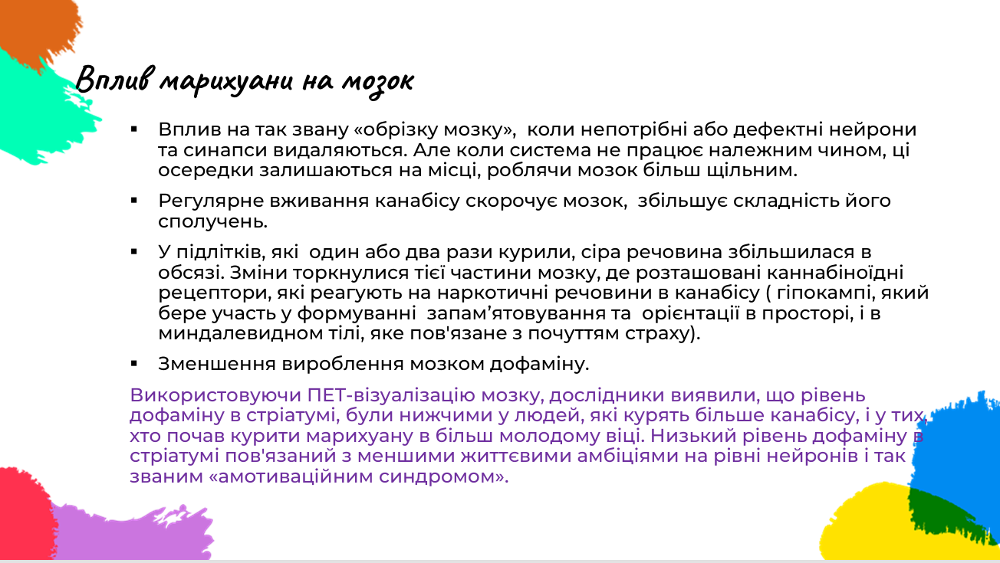 Вплив марихуани на мозок
▪ Вплив на так звану «обрізку мозку»,  коли непотрібні або дефектні нейрони
та синапси видаляються. Але коли система не працює належним чином, ці
осередки залишаються на місці, роблячи мозок більш щільним.
▪ Регулярне вживання канабісу скорочує мозок,  збільшує складність його
сполучень.
▪ У підлітків, які  один або два рази курили, сіра речовина збільшилася в
обсязі. Зміни торкнулися тієї частини мозку, де розташовані каннабіноїдні
рецептори, які реагують на наркотичні речовини в канабісу ( гіпокампі, який
бере участь у формуванні  запам’ятовування та  орієнтації в просторі, і в
миндалевидном тілі, яке пов'язане з почуттям страху).
▪ Зменшення вироблення мозком дофаміну.
Використовуючи ПЕТ-візуалізацію мозку, дослідники виявили, що рівень
дофаміну в стріатумі, були нижчими у людей, які курять більше канабісу, і у тих,
хто почав курити марихуану в більш молодому віці. Низький рівень дофаміну в
стріатумі пов'язаний з меншими життєвими амбіціями на рівні нейронів і так
званим «амотиваційним синдромом».